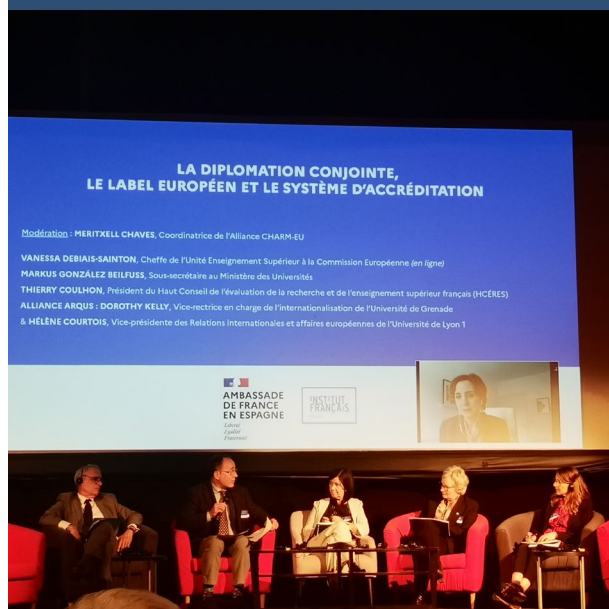 LA DIPLOMATION CONJOINTE,
LE LABEL EUROPÉEN ET LE SYSTÈME D'ACCRÉDITATION
Modération : MERITXELL CHAVES, Coordinatrice de l'Alliance CHARM-EU
VANESSA DEBIAIS-SAINTON, Cheffe de l'Unité Enseignement Supérieur à la Commission Européenne (en ligne)
MARKUS GONZÁLEZ BEILFUSS, Sous-secrétaire au Ministère des Universités
THIERRY COULHON, Président du Haut Conseil de l'évaluation de la recherche et de l'enseignement supérieur français (HCÉRES)
ALLIANCE ARQUS : DOROTHY KELLY, Vice-rectrice en charge de l'internationalisation de l'Université de Grenade
& HÉLÈNE COURTOIS, Vice-présidente des Relations Internationales et affaires européennes de l'Université de Lyon 1
AMBASSADE
DE FRANCE
EN ESPAGNE
Liberté
Égalité
Fraternité
INSTITUT
FRANÇAIS